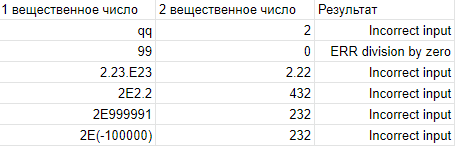 1 вещественное число 2 вещественное число Результат
qq 2 Incorrect input
99 0 ERR division by zero
2.23.E23 2.22 Incorrect input
2E2.2 432 Incorrect input
2E999991 232 Incorrect input
2E(-100000) 232 Incorrect input